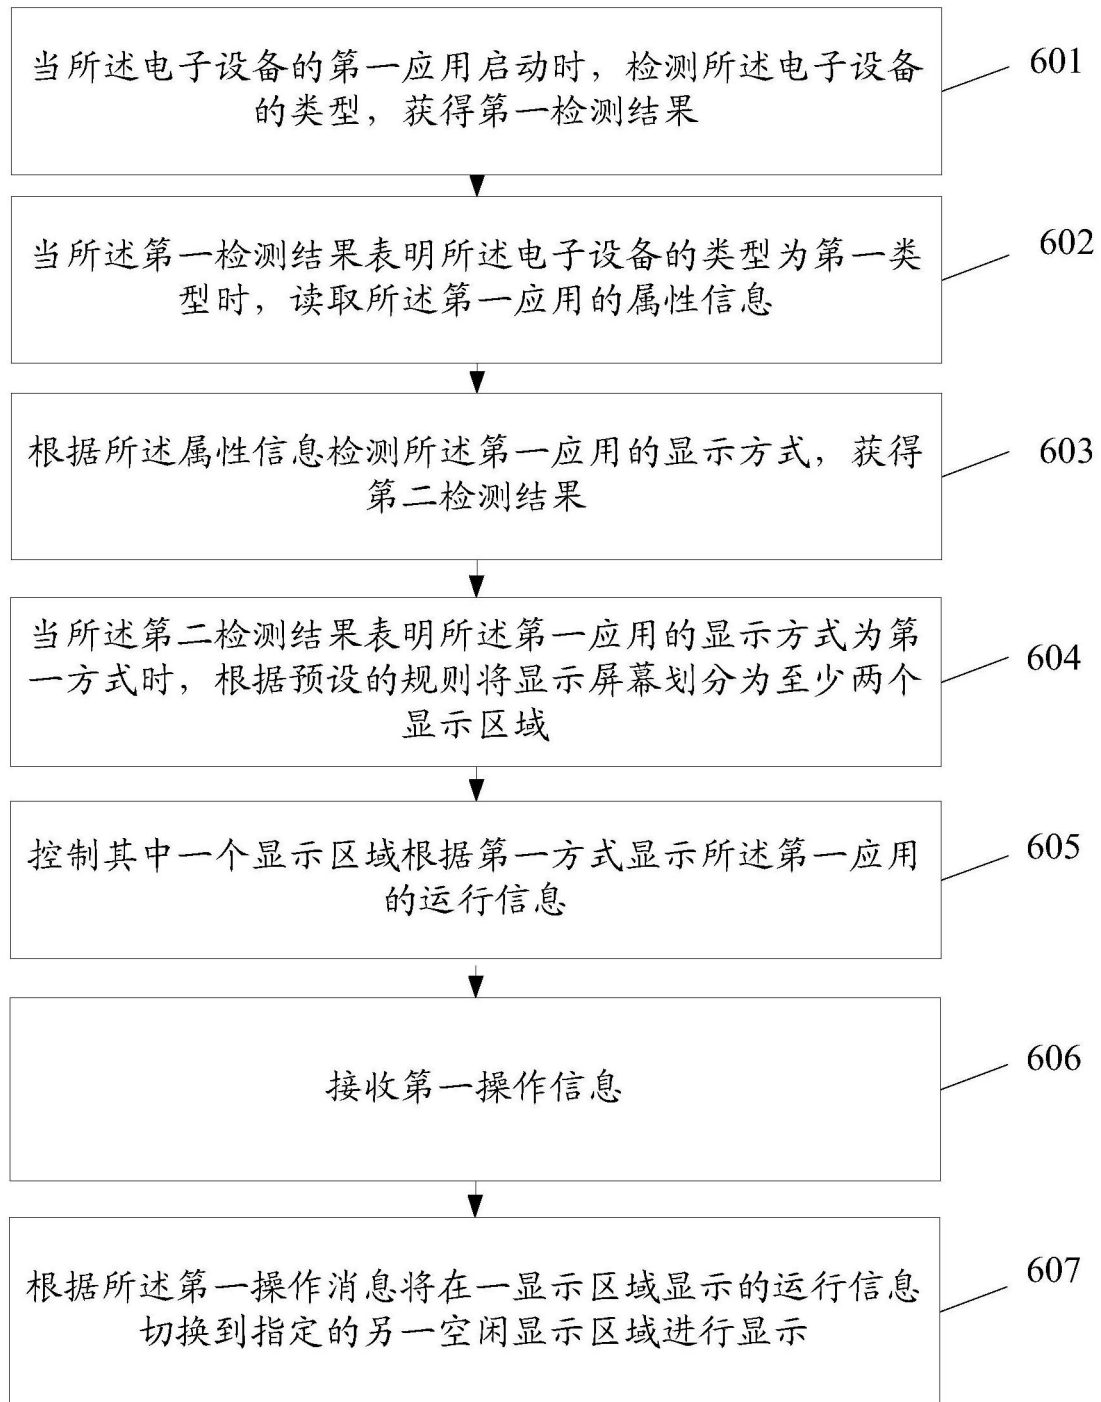 当所述电子设备的第一应用启动时，检测所述电子设备
的类型，获得第一检测结果
601
当所述第一检测结果表明所述电子设备的类型为第一类
型时，读取所述第一应用的属性信息
602
根据所述属性信息检测所述第一应用的显示方式，获得
第二检测结果
603
当所述第二检测结果表明所述第一应用的显示方式为第
一方式时，根据预设的规则将显示屏幕划分为至少两个
显示区域
604
控制其中一个显示区域根据第一方式显示所述第一应用
的运行信息
605
接收第一操作信息
606
根据所述第一操作消息将在一显示区域显示的运行信息
切换到指定的另一空闲显示区域进行显示
607